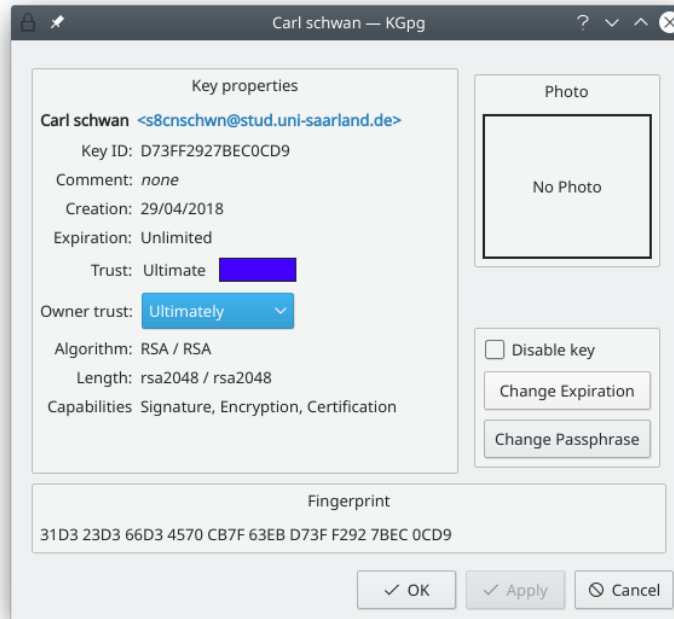 Carl schwan — KGpg
Key properties
Carl schwan <s8cnschwn@stud.uni-saarland.de>
Key ID: D73FF2927BEC0CD9
Comment: none
Creation: 29/04/2018
Expiration: Unlimited
Trust: Ultimate
Owner trust: Ultimately
Algorithm: RSA / RSA
Length: rsa2048 / rsa2048
Capabilities Signature, Encryption, Certification
Photo
No Photo
Disable key
Change Expiration
Change Passphrase
Fingerprint
31D3 23D3 66D3 4570 CB7F 63EB D73F F292 7BEC 0CD9
OK Apply Cancel